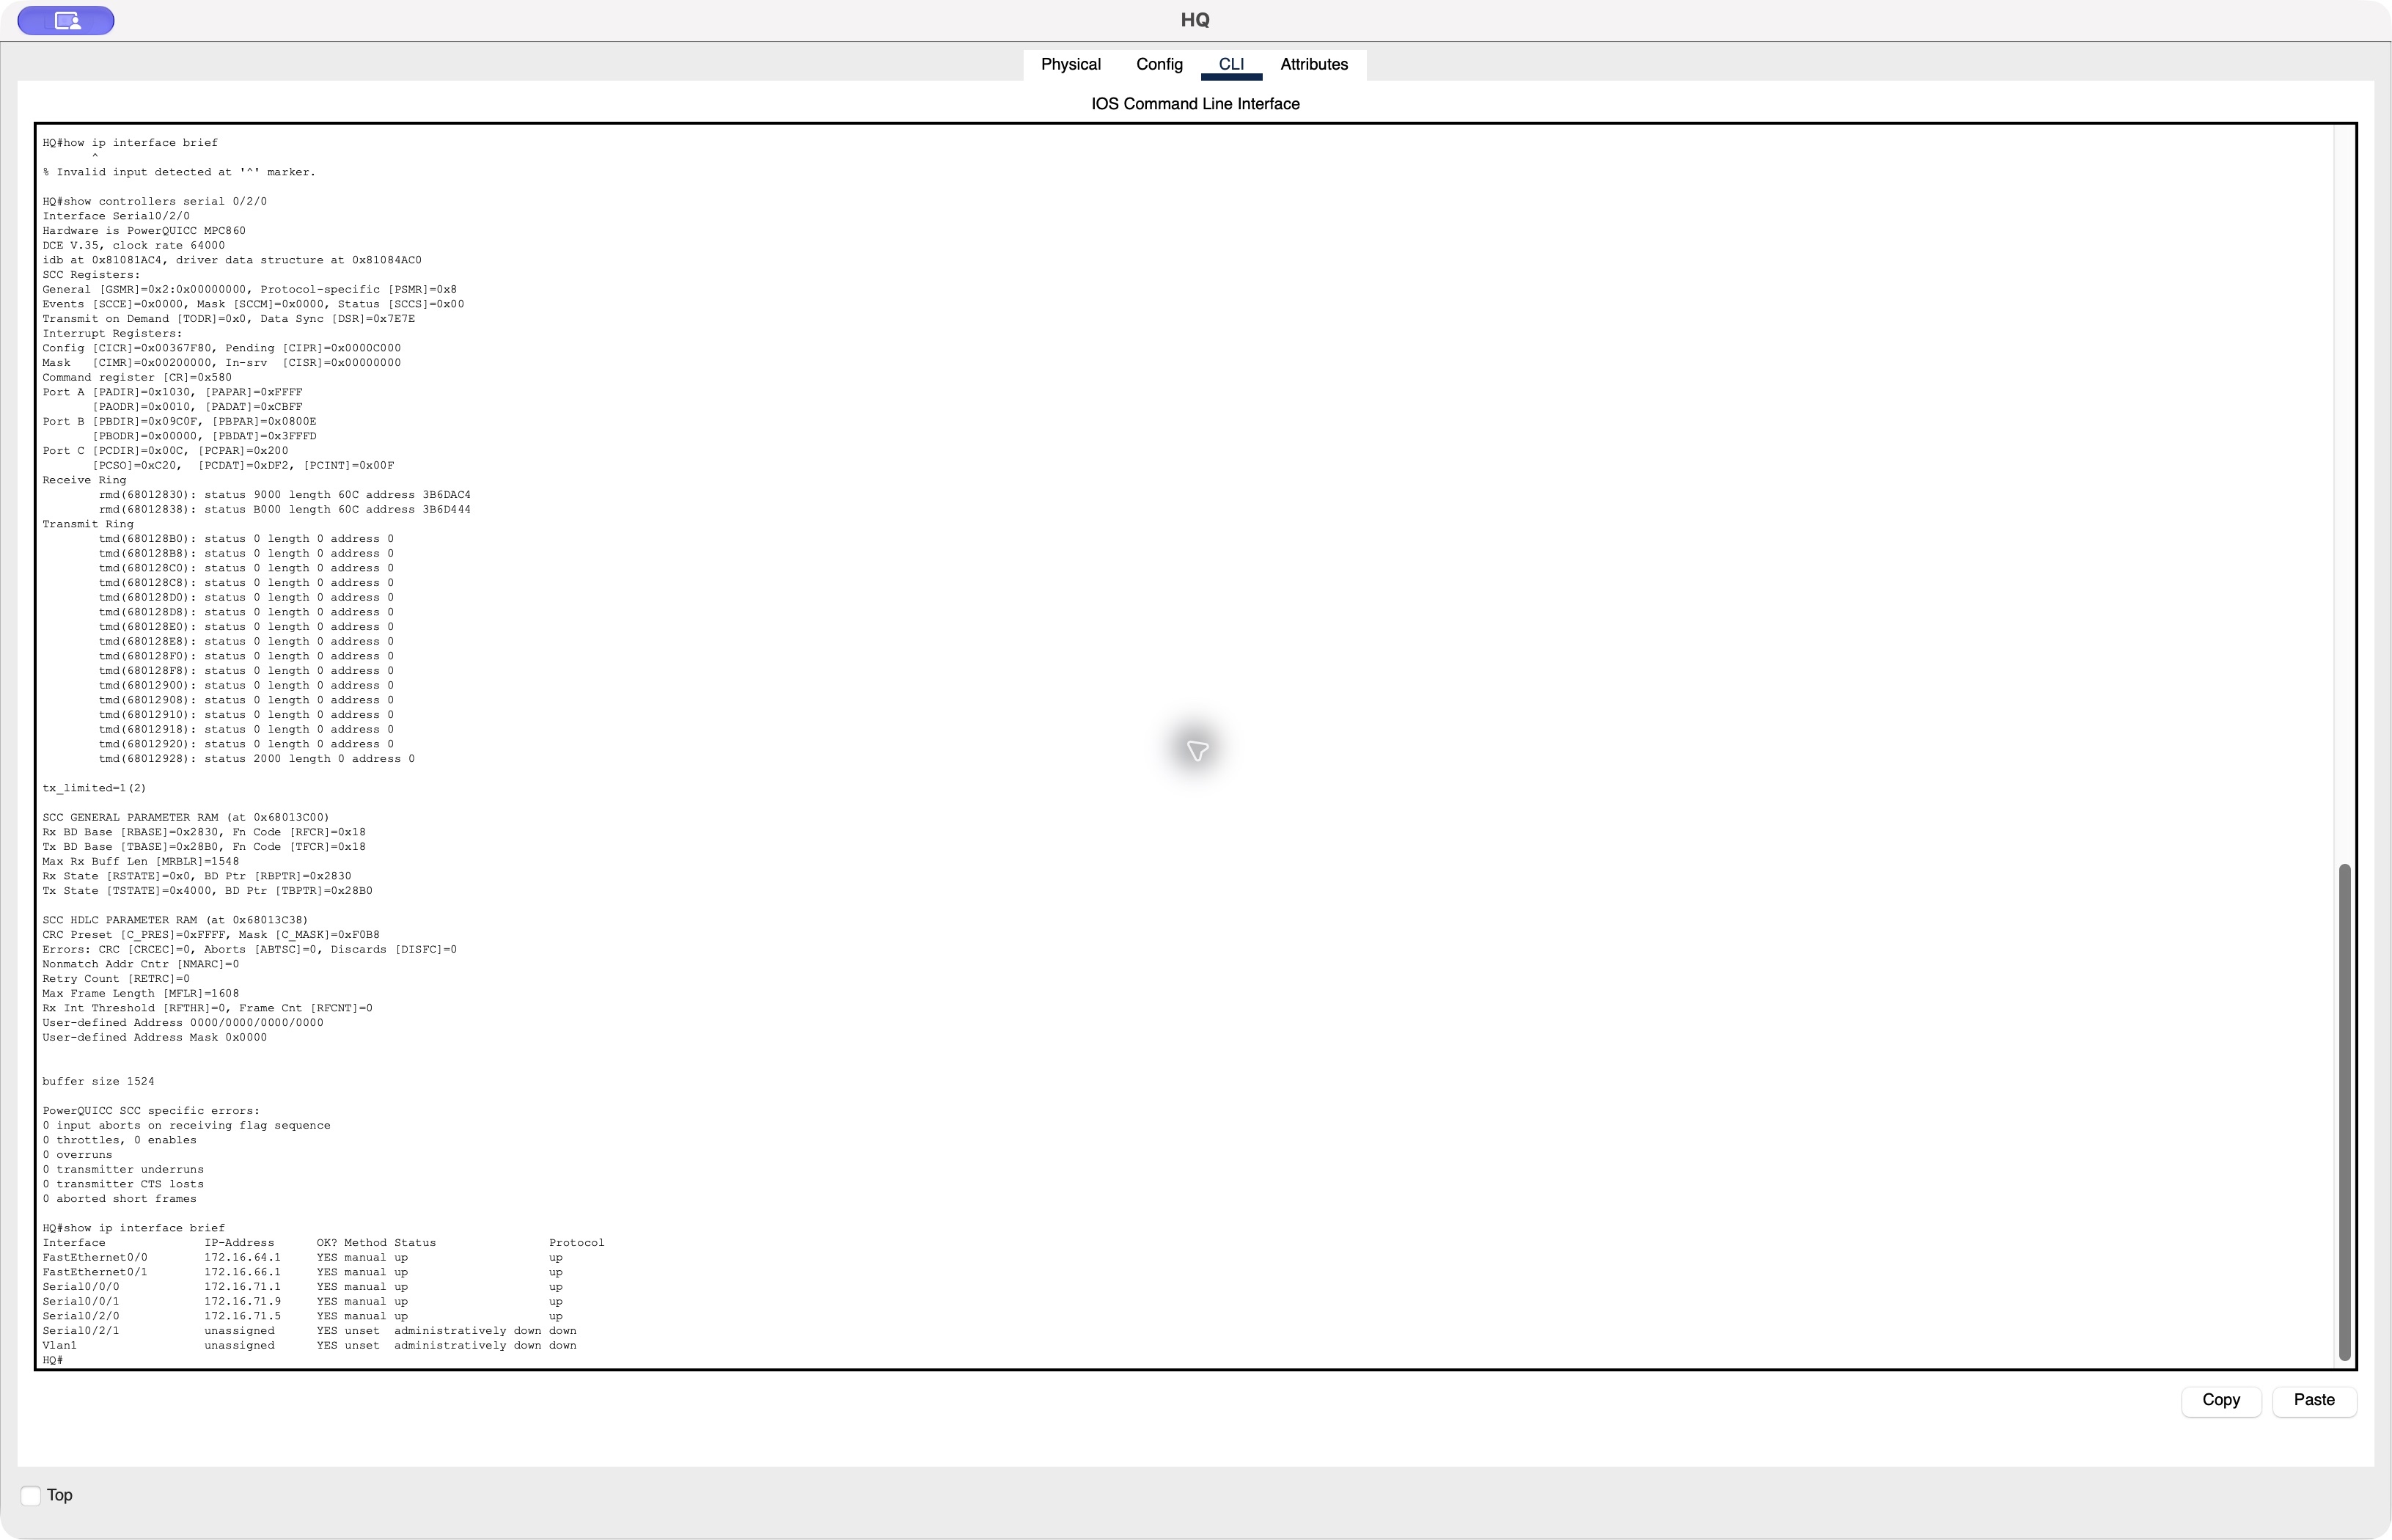 HQ
Physical Config CLI Attributes
IOS Command Line Interface
HQ#how ip interface brief
^
% Invalid input detected at '^' marker.
HQ#show controllers serial 0/2/0
Interface Serial0/2/0
Hardware is PowerQUICC MPC860
DCE V.35, clock rate 64000
idb at 0x81081AC4, driver data structure at 0x81084AC0
SCC Registers:
General [GSMR]=0x2:0x00000000, Protocol-specific [PSMR]=0x8
Events [SCCE]=0x0000, Mask [SCCM]=0x0000, Status [SCCS]=0x00
Transmit on Demand [TODR]=0x0, Data Sync [DSR]=0x7E7E
Interrupt Registers:
Config [CICR]=0x00367F80, Pending [CIPR]=0x0000C000
Mask   [CIMR]=0x00200000, In-srv  [CISR]=0x00000000
Command register [CR]=0x580
Port A [PADIR]=0x1030, [PAPAR]=0xFFFF
       [PAODR]=0x0010, [PADAT]=0xCBFF
Port B [PBDIR]=0x09C0F, [PBPAR]=0x0800E
       [PBODR]=0x00000, [PBDAT]=0x3FFFD
Port C [PCDIR]=0x00C, [PCPAR]=0x200
       [PCSO]=0xC20,  [PCDAT]=0xDF2, [PCINT]=0x00F
Receive Ring
        rmd(68012830): status 9000 length 60C address 3B6DAC4
        rmd(68012838): status B000 length 60C address 3B6D444
Transmit Ring
        tmd(680128B0): status 0 length 0 address 0
        tmd(680128B8): status 0 length 0 address 0
        tmd(680128C0): status 0 length 0 address 0
        tmd(680128C8): status 0 length 0 address 0
        tmd(680128D0): status 0 length 0 address 0
        tmd(680128D8): status 0 length 0 address 0
        tmd(680128E0): status 0 length 0 address 0
        tmd(680128E8): status 0 length 0 address 0
        tmd(680128F0): status 0 length 0 address 0
        tmd(680128F8): status 0 length 0 address 0
        tmd(68012900): status 0 length 0 address 0
        tmd(68012908): status 0 length 0 address 0
        tmd(68012910): status 0 length 0 address 0
        tmd(68012918): status 0 length 0 address 0
        tmd(68012920): status 0 length 0 address 0
        tmd(68012928): status 2000 length 0 address 0
tx_limited=1(2)
SCC GENERAL PARAMETER RAM (at 0x68013C00)
Rx BD Base [RBASE]=0x2830, Fn Code [RFCR]=0x18
Tx BD Base [TBASE]=0x28B0, Fn Code [TFCR]=0x18
Max Rx Buff Len [MRBLR]=1548
Rx State [RSTATE]=0x0, BD Ptr [RBPTR]=0x2830
Tx State [TSTATE]=0x4000, BD Ptr [TBPTR]=0x28B0
SCC HDLC PARAMETER RAM (at 0x68013C38)
CRC Preset [C_PRES]=0xFFFF, Mask [C_MASK]=0xF0B8
Errors: CRC [CRCEC]=0, Aborts [ABTSC]=0, Discards [DISFC]=0
Nonmatch Addr Cntr [NMARC]=0
Retry Count [RETRC]=0
Max Frame Length [MFLR]=1608
Rx Int Threshold [RFTHR]=0, Frame Cnt [RFCNT]=0
User-defined Address 0000/0000/0000/0000
User-defined Address Mask 0x0000
buffer size 1524
PowerQUICC SCC specific errors:
0 input aborts on receiving flag sequence
0 throttles, 0 enables
0 overruns
0 transmitter underruns
0 transmitter CTS losts
0 aborted short frames
HQ#show ip interface brief
Interface              IP-Address      OK? Method Status                Protocol
FastEthernet0/0        172.16.64.1     YES manual up                    up
FastEthernet0/1        172.16.66.1     YES manual up                    up
Serial0/0/0            172.16.71.1     YES manual up                    up
Serial0/0/1            172.16.71.9     YES manual up                    up
Serial0/2/0            172.16.71.5     YES manual up                    up
Serial0/2/1            unassigned      YES unset  administratively down down
Vlan1                  unassigned      YES unset  administratively down down
HQ#
Copy Paste
Top